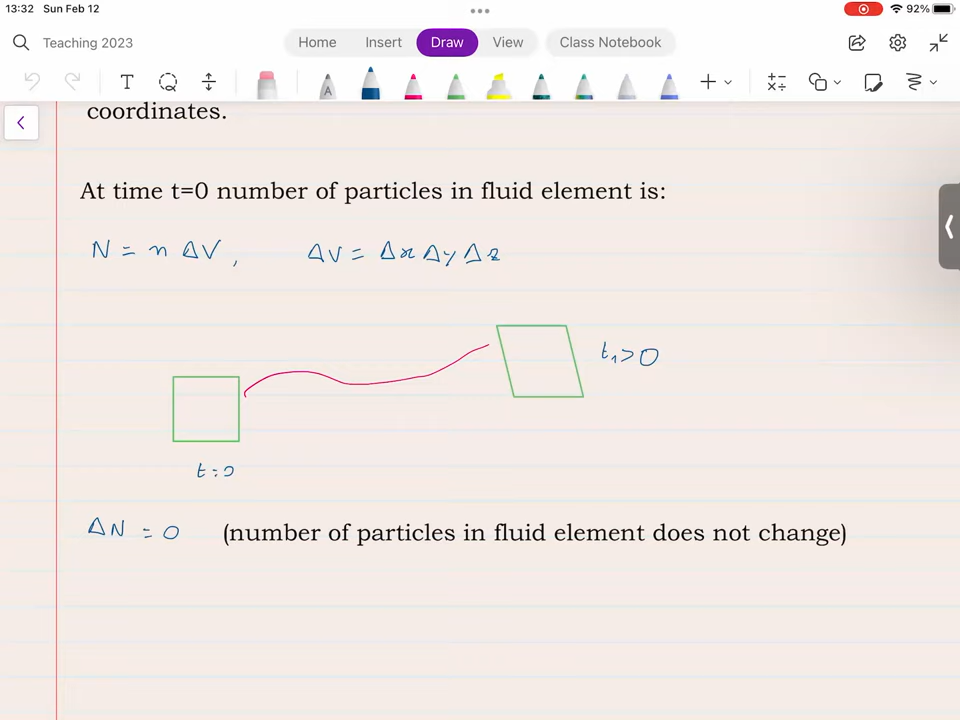 13:32 Sun Feb 12
92%
Teaching 2023
Home Insert Draw View Class Notebook
T
A
coordinates.
At time t=0 number of particles in fluid element is:
N = n ΔV, ΔV = Δx Δy Δz
t₁>0
t=0
ΔN = 0 (number of particles in fluid element does not change)